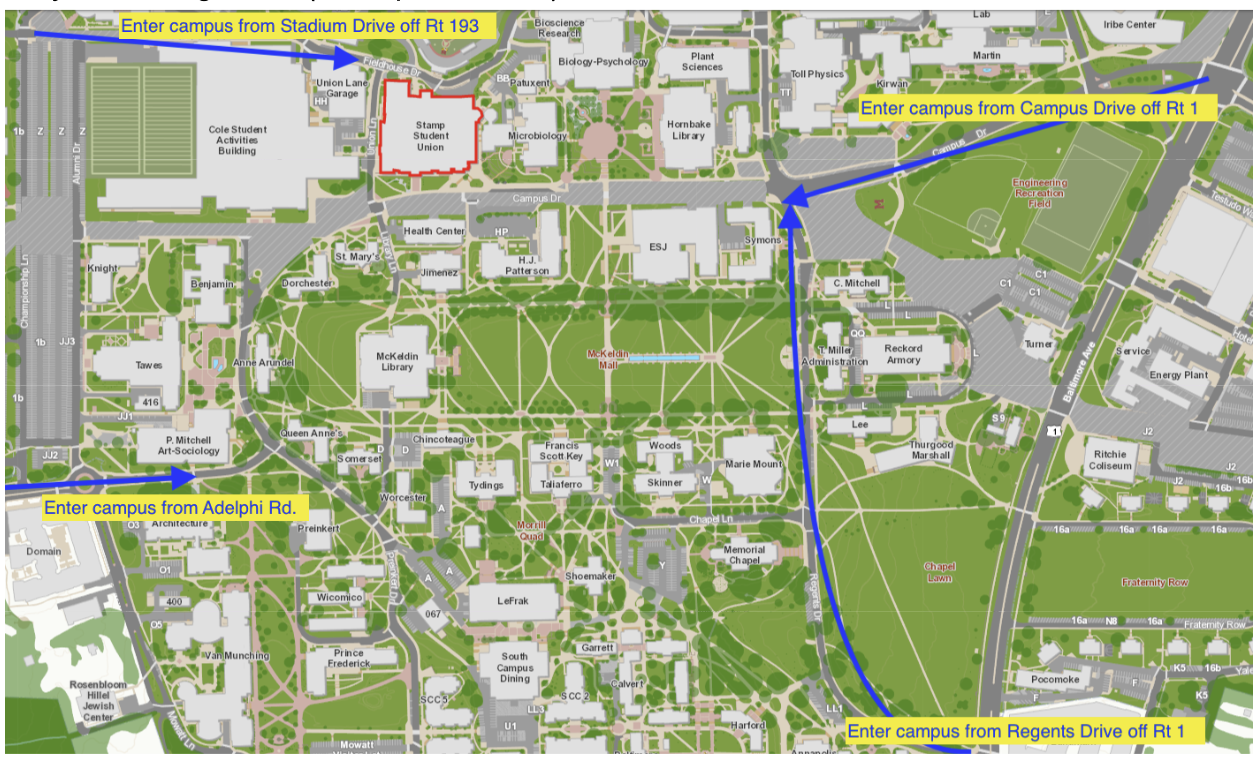 Enter campus from Stadium Drive off Rt 193
Bioscience
Research
Lab
Iribe Center
Fieldhouse Dr
Biology-Psychology
Plant
Sciences
Martin
Union Lane
Garage
HH
BB
Patuxent
Toll Physics
TT
Kirwan
Enter campus from Campus Drive off Rt 1
1b
Z
Z
Z
Z
Alumni Dr
Cole Student
Activities
Building
Union Ln
Stamp
Student
Union
Microbiology
Hornbake
Library
Campus Dr
Engineering
Recreation
Field
M
Campus Dr
Health Center
HP
ESJ
Symons
Library Ln
St. Mary's
Jimenez
H.J.
Patterson
Championship Ln
Knight
Benjamin
Dorchester
C. Mitchell
C1
C1
C1
L
L
QQ
T. Miller
Administration
Reckord
Armory
L
Turner
Service
Energy Plant
1b
JJ3
Tawes
Anne Arundel
McKeldin
Library
McKeldin
Mall
Baltimore Ave
1b
416
JJ1
L
L
S9
1
J2
P. Mitchell
Art-Sociology
Queen Anne's
Somerset
D
D
Chincoteague
Francis
Scott Key
Taliaferro
W1
Woods
Skinner
W
Marie Mount
Lee
Thurgood
Marshall
Ritchie
Coliseum
J2
J2
16b
16b
JJ2
Enter campus from Adelphi Rd.
Worcester
Tydings
A
Chapel Ln
Domain
O3
Architecture
Preinkert
Morrill
Quad
Memorial
Chapel
16a
16a
16a
16a
O1
400
O5
Preinkert Dr
A
A
067
Shoemaker
Y
Regents Dr
Chapel
Lawn
Fraternity Row
Wicomico
LeFrak
16a
N8
16a
Fraternity Row
Van Munching
Prince
Frederick
South
Campus
Dining
Garrett
Calvert
Pocomoke
K5
16b
F
F
K5
Rosenbloom
Hillel
Jewish
Center
Mowatt Ln
SCC 5
SCC 2
LL3
U1
LL1
Harford
Annapolis
Mowatt
Enter campus from Regents Drive off Rt 1